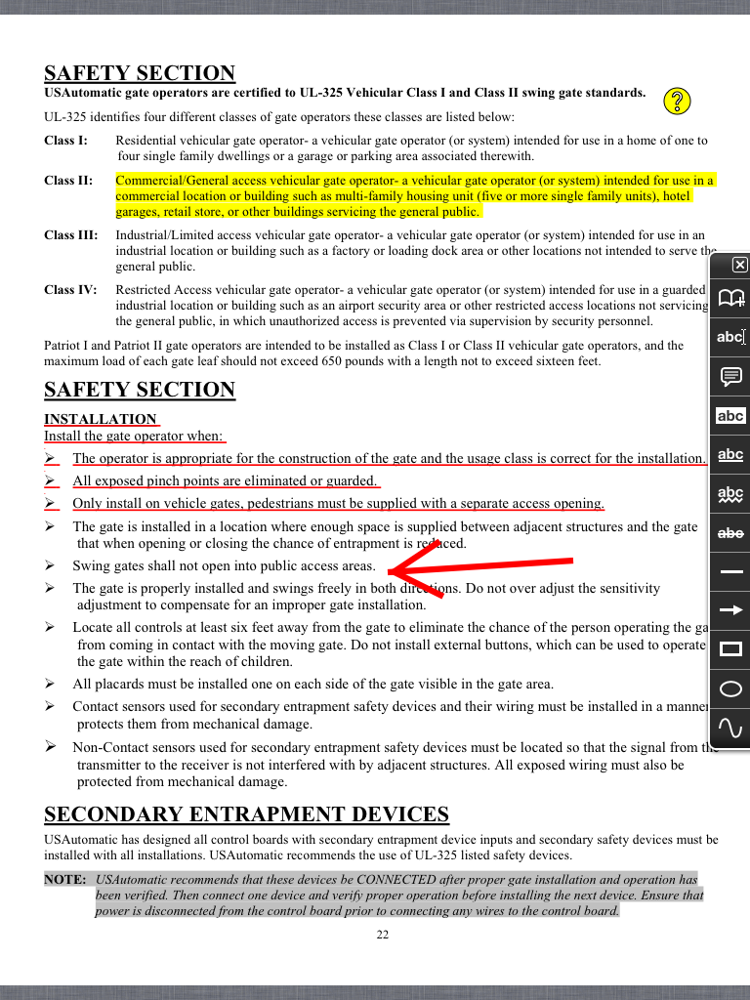 SAFETY SECTION
USAutomatic gate operators are certified to UL-325 Vehicular Class I and Class II swing gate standards.
?
UL-325 identifies four different classes of gate operators these classes are listed below:
Class I: Residential vehicular gate operator- a vehicular gate operator (or system) intended for use in a home of one to
four single family dwellings or a garage or parking area associated therewith.
Class II: Commercial/General access vehicular gate operator- a vehicular gate operator (or system) intended for use in a
commercial location or building such as multi-family housing unit (five or more single family units), hotel
garages, retail store, or other buildings servicing the general public.
Class III: Industrial/Limited access vehicular gate operator- a vehicular gate operator (or system) intended for use in an
industrial location or building such as a factory or loading dock area or other locations not intended to serve the
general public.
Class IV: Restricted Access vehicular gate operator- a vehicular gate operator (or system) intended for use in a guarded
industrial location or building such as an airport security area or other restricted access locations not servicing
the general public, in which unauthorized access is prevented via supervision by security personnel.
Patriot I and Patriot II gate operators are intended to be installed as Class I or Class II vehicular gate operators, and the
maximum load of each gate leaf should not exceed 650 pounds with a length not to exceed sixteen feet.
SAFETY SECTION
INSTALLATION
Install the gate operator when:
➢ The operator is appropriate for the construction of the gate and the usage class is correct for the installation.
➢ All exposed pinch points are eliminated or guarded.
➢ Only install on vehicle gates, pedestrians must be supplied with a separate access opening.
➢ The gate is installed in a location where enough space is supplied between adjacent structures and the gate
that when opening or closing the chance of entrapment is reduced.
➢ Swing gates shall not open into public access areas.
➢ The gate is properly installed and swings freely in both directions. Do not over adjust the sensitivity
adjustment to compensate for an improper gate installation.
➢ Locate all controls at least six feet away from the gate to eliminate the chance of the person operating the ga
from coming in contact with the moving gate. Do not install external buttons, which can be used to operate
the gate within the reach of children.
➢ All placards must be installed one on each side of the gate visible in the gate area.
➢ Contact sensors used for secondary entrapment safety devices and their wiring must be installed in a manner
protects them from mechanical damage.
➢ Non-Contact sensors used for secondary entrapment safety devices must be located so that the signal from the
transmitter to the receiver is not interfered with by adjacent structures. All exposed wiring must also be
protected from mechanical damage.
SECONDARY ENTRAPMENT DEVICES
USAutomatic has designed all control boards with secondary entrapment device inputs and secondary safety devices must be
installed with all installations. USAutomatic recommends the use of UL-325 listed safety devices.
NOTE: USAutomatic recommends that these devices be CONNECTED after proper gate installation and operation has
been verified. Then connect one device and verify proper operation before installing the next device. Ensure that
power is disconnected from the control board prior to connecting any wires to the control board.
22
abc
abc
abc
abc
abc